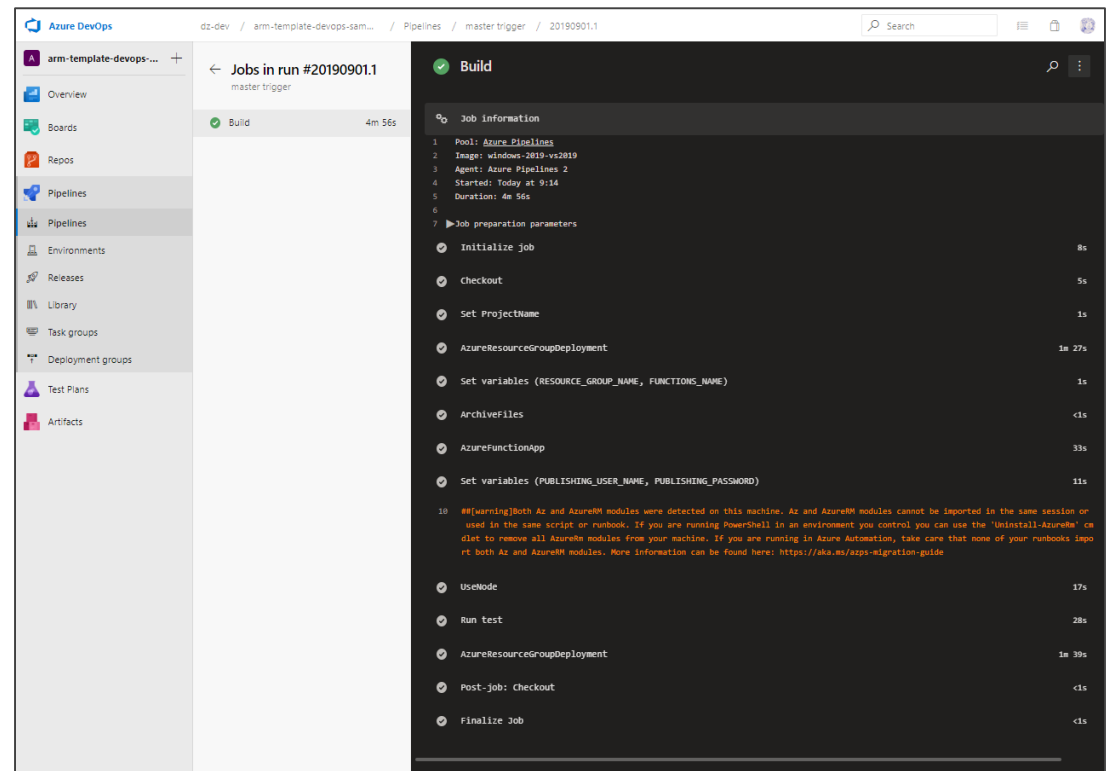 Azure DevOps
dz-dev / arm-template-devops-sam... / Pipelines / master trigger / 20190901.1
Search
A arm-template-devops-... +
Overview
Boards
Repos
Pipelines
Pipelines
Environments
Releases
Library
Task groups
Deployment groups
Test Plans
Artifacts
← Jobs in run #20190901.1
master trigger
Build 4m 56s
Build
Job information
1 Pool: Azure Pipelines
2 Image: windows-2019-vs2019
3 Agent: Azure Pipelines 2
4 Started: Today at 9:14
5 Duration: 4m 56s
6
7 ▶Job preparation parameters
Initialize job 8s
Checkout 5s
Set ProjectName 1s
AzureResourceGroupDeployment 1m 27s
Set variables (RESOURCE_GROUP_NAME, FUNCTIONS_NAME) 1s
ArchiveFiles <1s
AzureFunctionApp 33s
Set variables (PUBLISHING_USER_NAME, PUBLISHING_PASSWORD) 11s
10 ##[warning]Both Az and AzureRM modules were detected on this machine. Az and AzureRM modules cannot be imported in the same session or
used in the same script or runbook. If you are running PowerShell in an environment you control you can use the 'Uninstall-AzureRm' cm
dlet to remove all AzureRm modules from your machine. If you are running in Azure Automation, take care that none of your runbooks impo
rt both Az and AzureRM modules. More information can be found here: https://aka.ms/azps-migration-guide
UseNode 17s
Run test 28s
AzureResourceGroupDeployment 1m 39s
Post-job: Checkout <1s
Finalize Job <1s